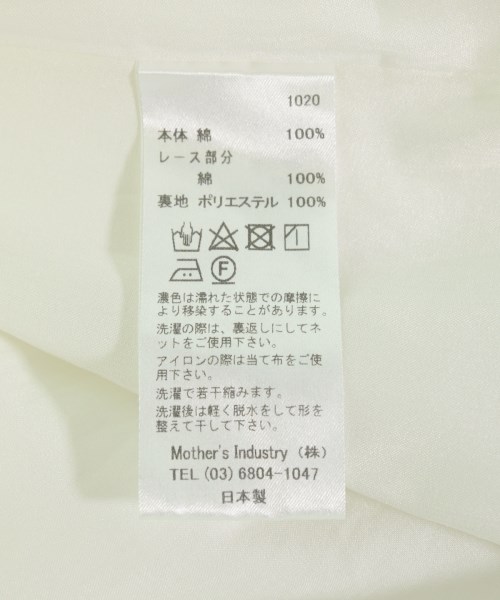 1020
本体 綿 100%
レース部分
綿 100%
裏地 ポリエステル 100%
F
濃色は濡れた状態での摩擦に
より移染することがあります。
洗濯の際は、裏返しにしてネ
ットをご使用下さい。
アイロンの際は当て布をご使
用下さい。
洗濯で若干縮みます。
洗濯後は軽く脱水をして形を
整えて干して下さい。
Mother's Industry (株)
TEL (03) 6804-1047
日本製